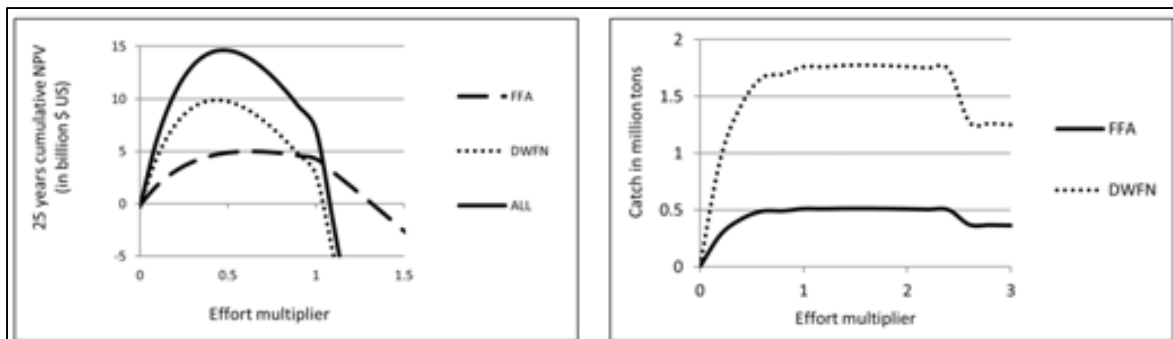 25 years cumulative NPV
(in billion $ US)
15
10
5
0
-5
0
0.5
1
1.5
Effort multiplier
FFA
DWFN
ALL
Catch in million tons
2
1.5
1
0.5
0
0
1
2
3
Effort multiplier
FFA
DWFN